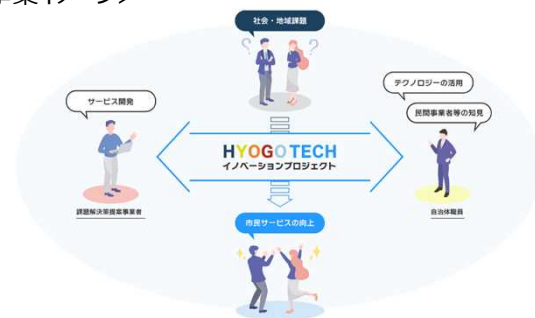 事業イメージ
社会・地域課題
テクノロジーの活用
サービス開発
民間事業者等の知見
HYOGO TECH
イノベーションプロジェクト
課題解決策提案事業者
自治体職員
市民サービスの向上